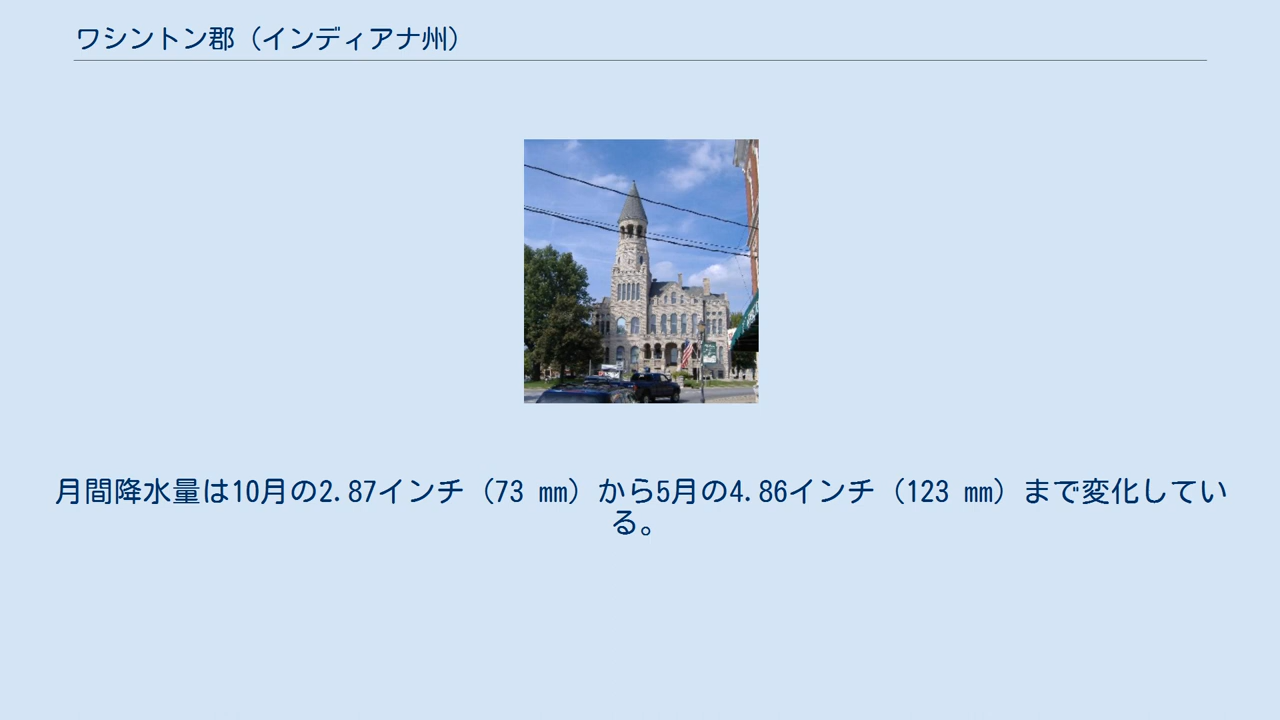 ワシントン郡（インディアナ州）
月間降水量は10月の2.87インチ（73 mm）から5月の4.86インチ（123 mm）まで変化してい
る。